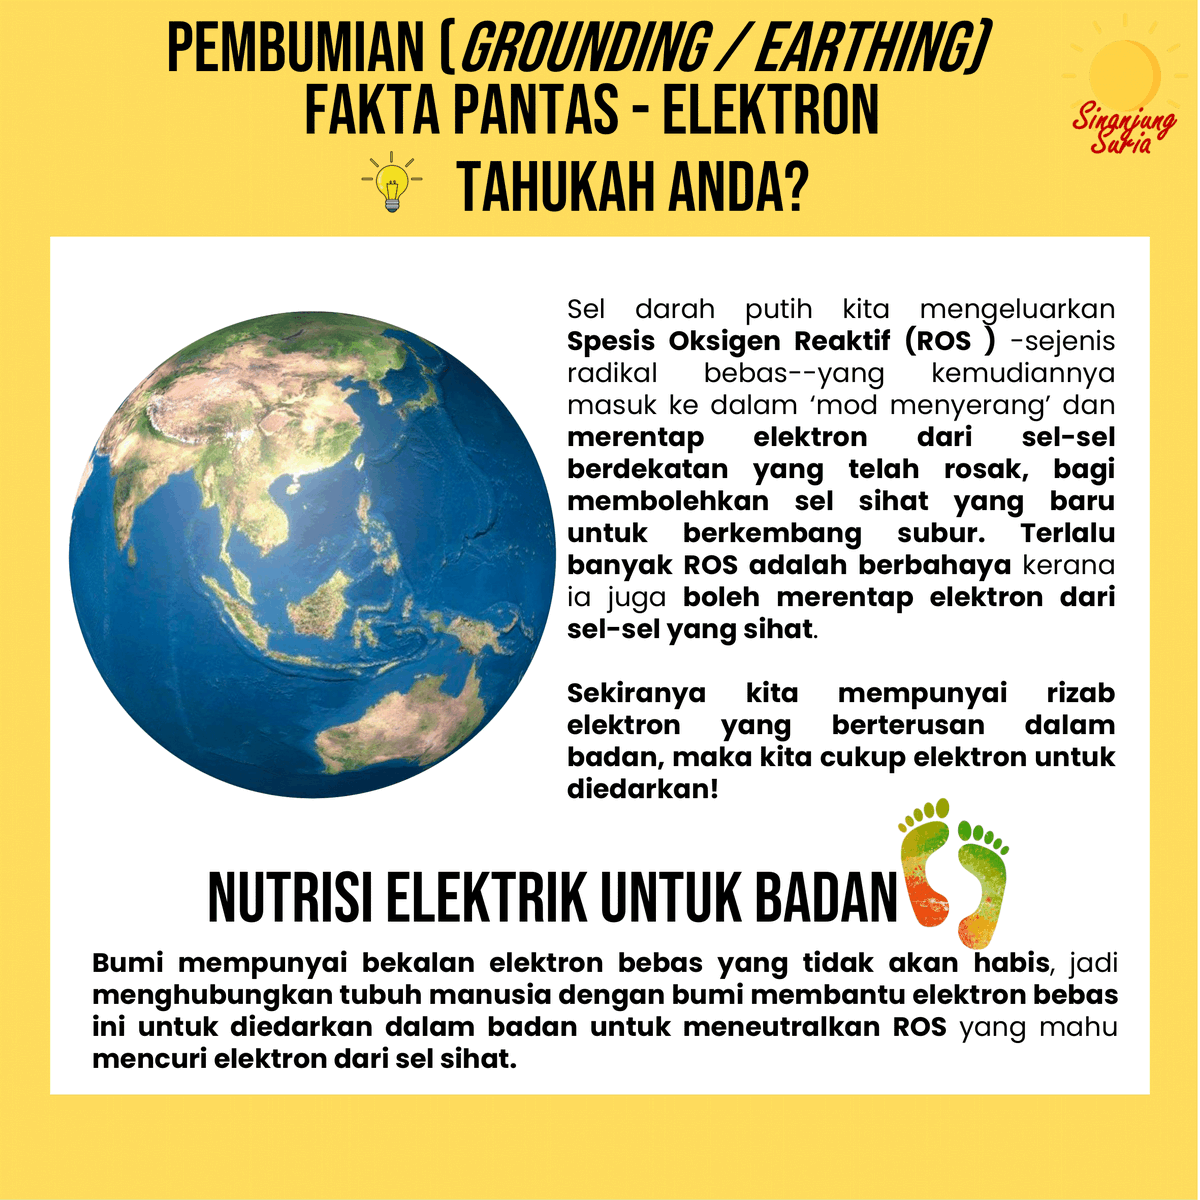 PEMBUMIAN (GROUNDING / EARTHING)
FAKTA PANTAS - ELEKTRON
TAHUKAH ANDA?
Sinanjung
Suria
Sel darah putih kita mengeluarkan
Spesis Oksigen Reaktif (ROS ) -sejenis
radikal bebas--yang kemudiannya
masuk ke dalam ‘mod menyerang’ dan
merentap elektron dari sel-sel
berdekatan yang telah rosak, bagi
membolehkan sel sihat yang baru
untuk berkembang subur. Terlalu
banyak ROS adalah berbahaya kerana
ia juga boleh merentap elektron dari
sel-sel yang sihat.
Sekiranya kita mempunyai rizab
elektron yang berterusan dalam
badan, maka kita cukup elektron untuk
diedarkan!
NUTRISI ELEKTRIK UNTUK BADAN
Bumi mempunyai bekalan elektron bebas yang tidak akan habis, jadi
menghubungkan tubuh manusia dengan bumi membantu elektron bebas
ini untuk diedarkan dalam badan untuk meneutralkan ROS yang mahu
mencuri elektron dari sel sihat.